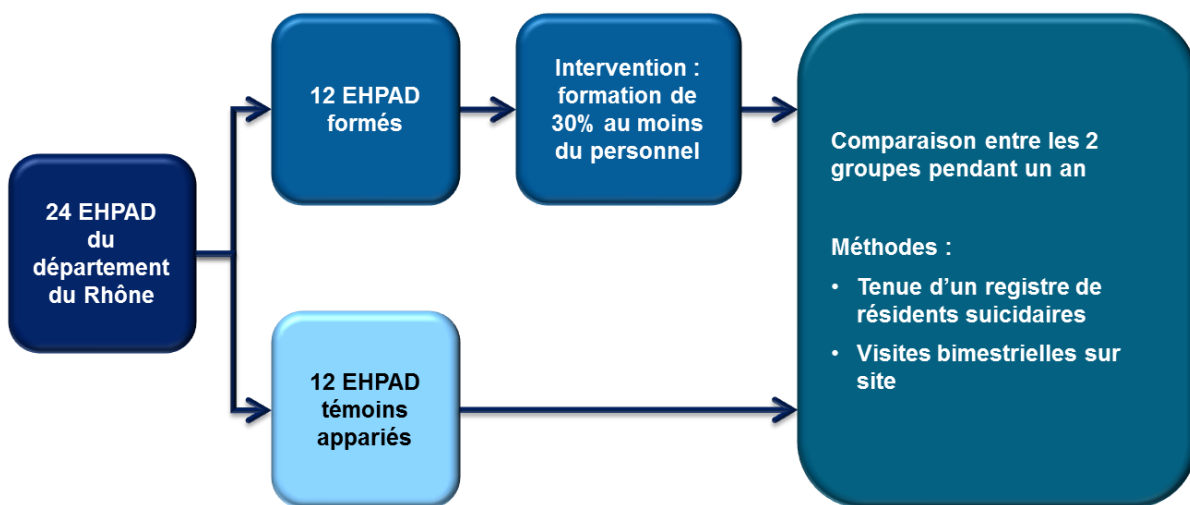 24 EHPAD
du
département
du Rhône
12 EHPAD
formés
Intervention :
formation de
30% au moins
du personnel
12 EHPAD
témoins
appariés
Comparaison entre les 2
groupes pendant un an
Méthodes :
• Tenue d’un registre de
résidents suicidaires
• Visites bimestrielles sur
site